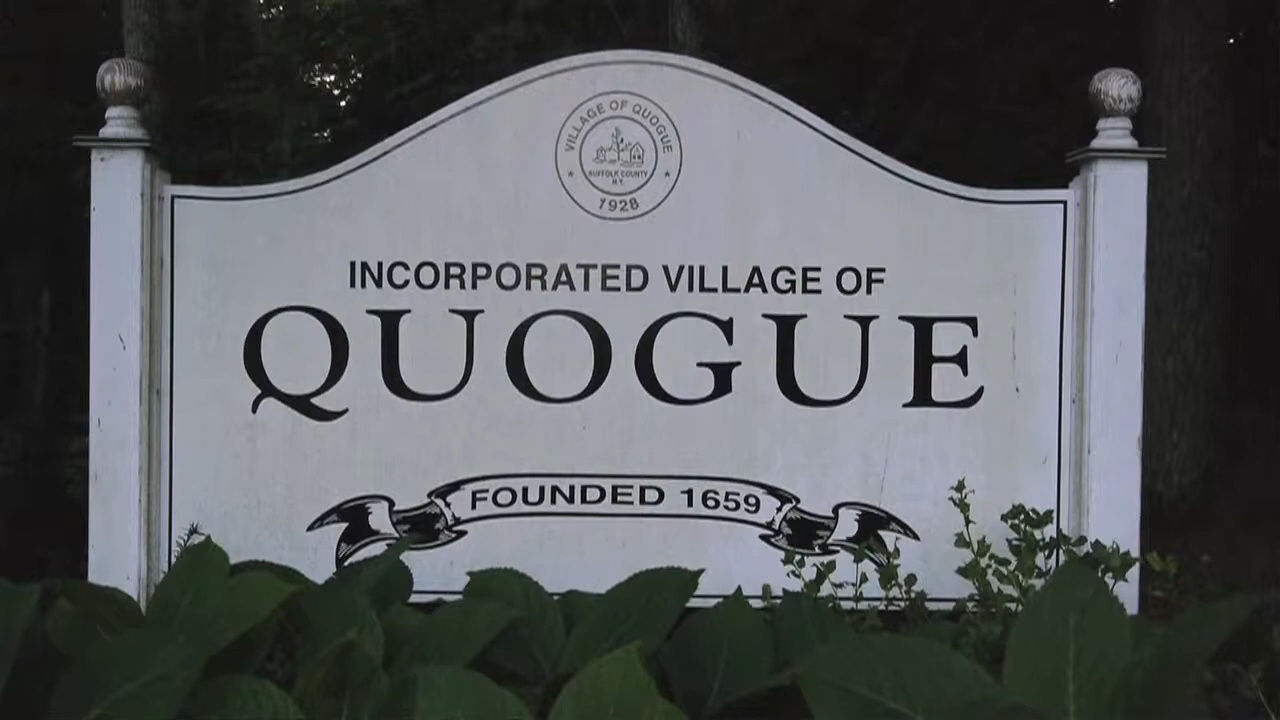 VILLAGE OF QUOGUE
SUFFOLK COUNTY
N.Y.
1928
INCORPORATED VILLAGE OF
QUOGUE
FOUNDED 1659